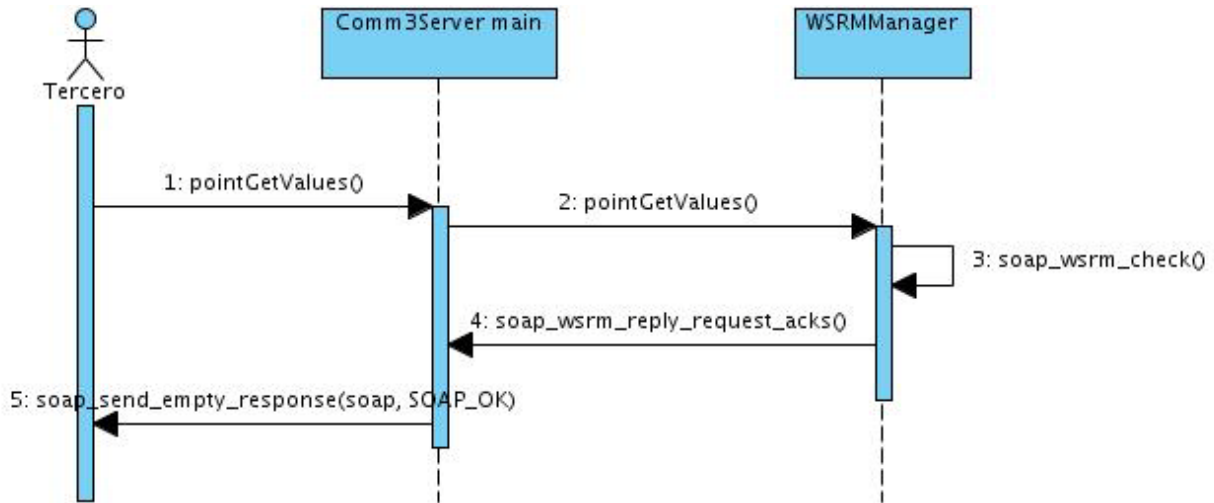 Comm3Server main
WSRMManager
Tercero
1: pointGetValues()
2: pointGetValues()
3: soap_wsrm_check()
4: soap_wsrm_reply_request_acks()
5: soap_send_empty_response(soap, SOAP_OK)